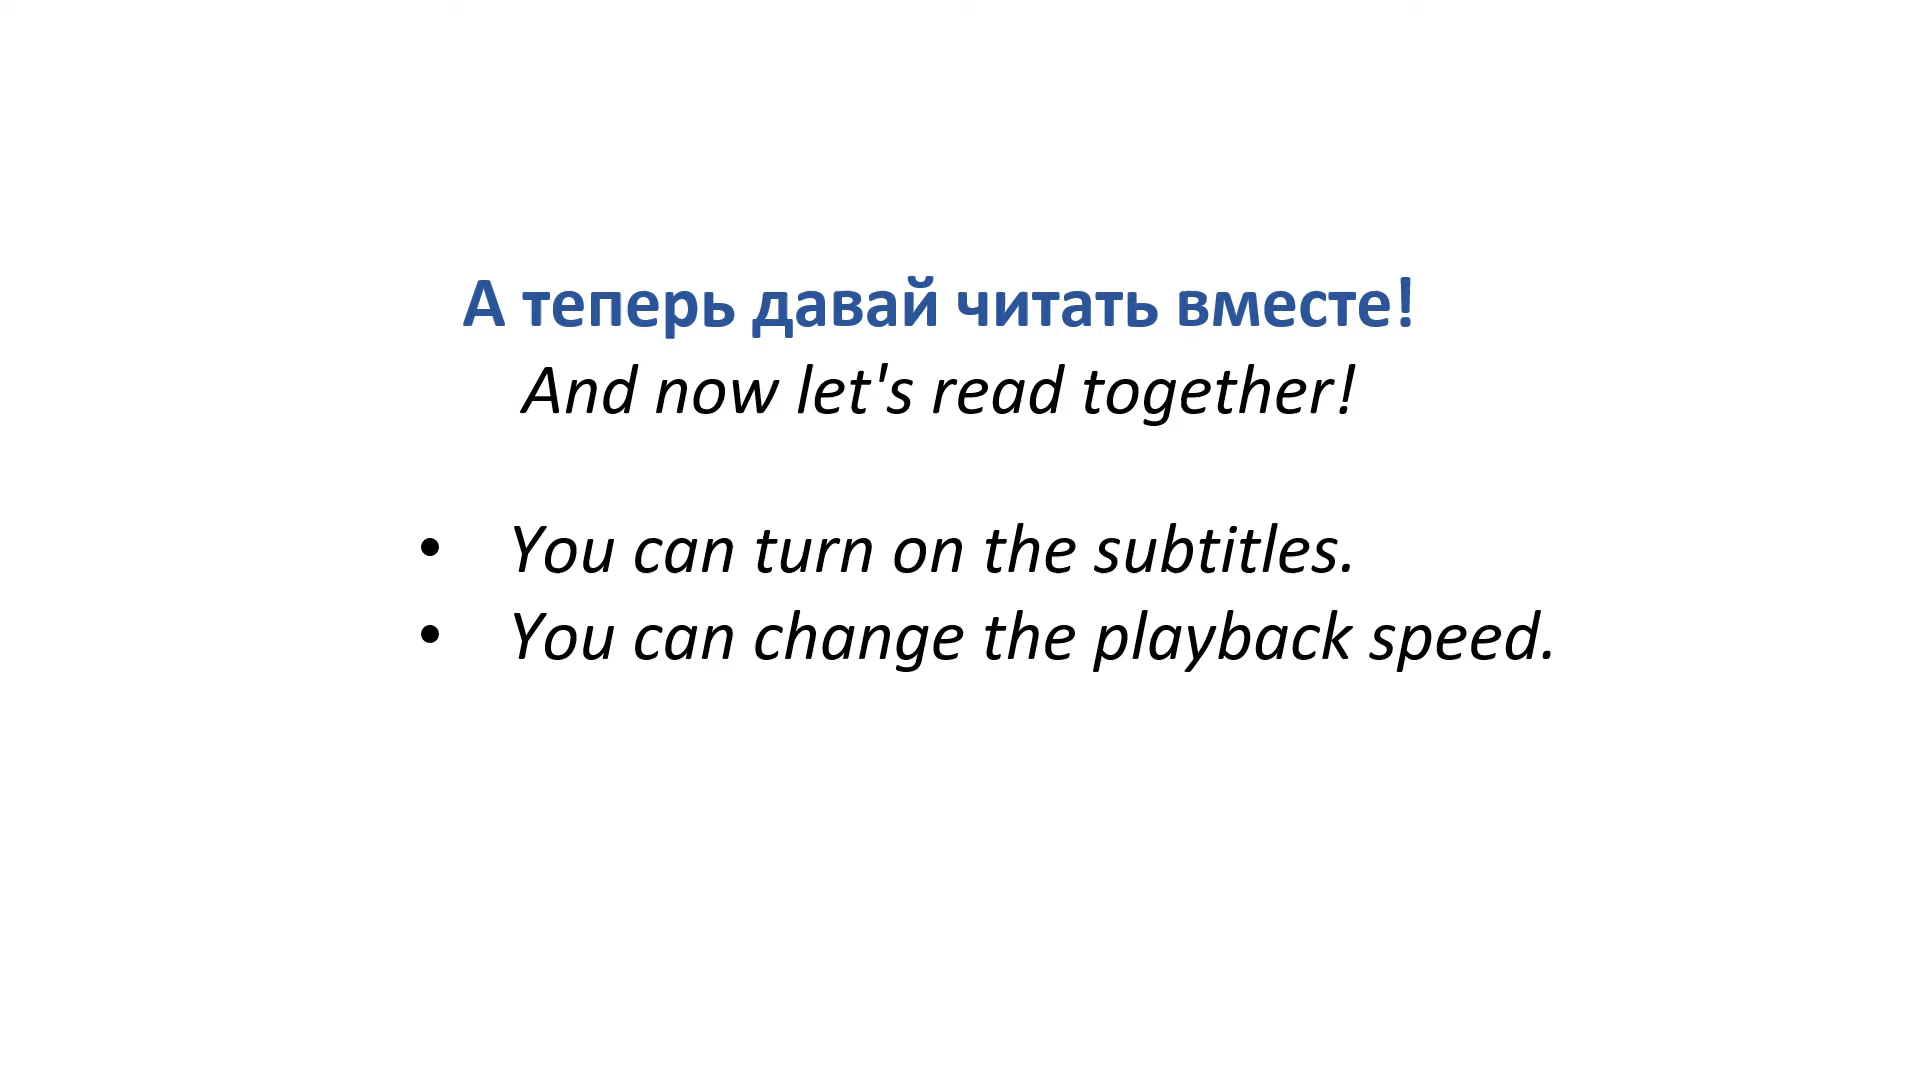 А теперь давай читать вместе!
And now let's read together!
• You can turn on the subtitles.
• You can change the playback speed.